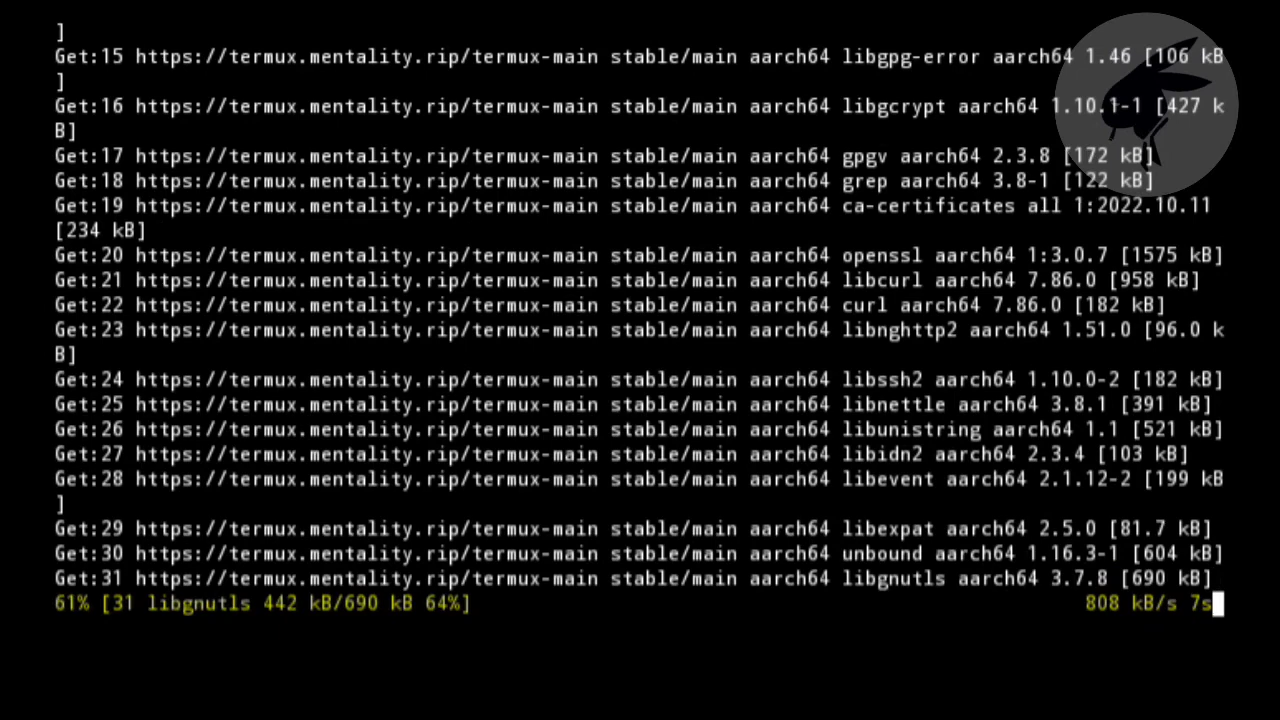 ]
Get:15 https://termux.mentality.rip/termux-main stable/main aarch64 libgpg-error aarch64 1.46 [106 kB
]
Get:16 https://termux.mentality.rip/termux-main stable/main aarch64 libgcrypt aarch64 1.10.1-1 [427 k
B]
Get:17 https://termux.mentality.rip/termux-main stable/main aarch64 gpgv aarch64 2.3.8 [172 kB]
Get:18 https://termux.mentality.rip/termux-main stable/main aarch64 grep aarch64 3.8-1 [122 kB]
Get:19 https://termux.mentality.rip/termux-main stable/main aarch64 ca-certificates all 1:2022.10.11
[234 kB]
Get:20 https://termux.mentality.rip/termux-main stable/main aarch64 openssl aarch64 1:3.0.7 [1575 kB]
Get:21 https://termux.mentality.rip/termux-main stable/main aarch64 libcurl aarch64 7.86.0 [958 kB]
Get:22 https://termux.mentality.rip/termux-main stable/main aarch64 curl aarch64 7.86.0 [182 kB]
Get:23 https://termux.mentality.rip/termux-main stable/main aarch64 libnghttp2 aarch64 1.51.0 [96.0 k
B]
Get:24 https://termux.mentality.rip/termux-main stable/main aarch64 libssh2 aarch64 1.10.0-2 [182 kB]
Get:25 https://termux.mentality.rip/termux-main stable/main aarch64 libnettle aarch64 3.8.1 [391 kB]
Get:26 https://termux.mentality.rip/termux-main stable/main aarch64 libunistring aarch64 1.1 [521 kB]
Get:27 https://termux.mentality.rip/termux-main stable/main aarch64 libidn2 aarch64 2.3.4 [103 kB]
Get:28 https://termux.mentality.rip/termux-main stable/main aarch64 libevent aarch64 2.1.12-2 [199 kB
]
Get:29 https://termux.mentality.rip/termux-main stable/main aarch64 libexpat aarch64 2.5.0 [81.7 kB]
Get:30 https://termux.mentality.rip/termux-main stable/main aarch64 unbound aarch64 1.16.3-1 [604 kB]
Get:31 https://termux.mentality.rip/termux-main stable/main aarch64 libgnutls aarch64 3.7.8 [690 kB]
61% [31 libgnutls 442 kB/690 kB 64%] 808 kB/s 7s